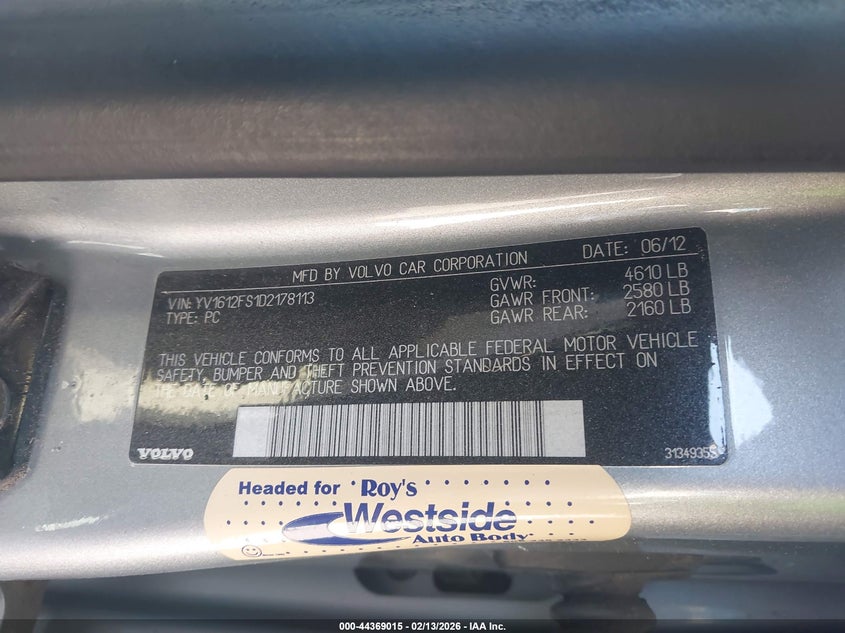 MFD BY VOLVO CAR CORPORATION DATE: 06/12
VIN: YV1612FS1D2178113
TYPE: PC
GVWR: 4610 LB
GAWR FRONT: 2580 LB
GAWR REAR: 2160 LB
THIS VEHICLE CONFORMS TO ALL APPLICABLE FEDERAL MOTOR VEHICLE
SAFETY, BUMPER AND THEFT PREVENTION STANDARDS IN EFFECT ON
THE DATE OF MANUFACTURE SHOWN ABOVE.
VOLVO
Headed for Roy's
Westside
Auto Body
000-44369015 - 02/13/2026 - IAA Inc.